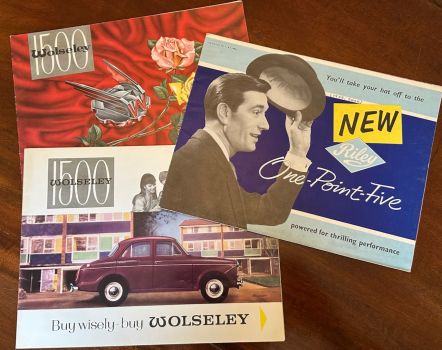 1500
Wolseley
You'll take your hat off to the
NEW
Riley
One-Point-Five
powered for thrilling performance
1500
WOLSELEY
Buy wisely-buy WOLSELEY